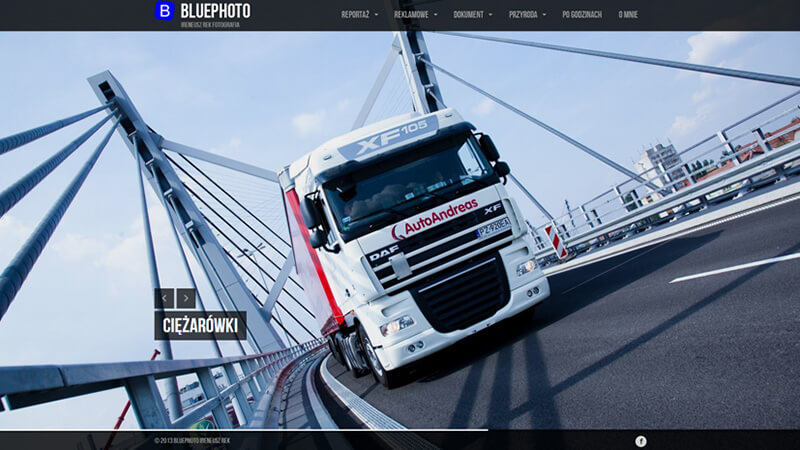 B BLUEPHOTO
IRENEUSZ REK FOTOGRAFIA
REPORTAŻ REKLAMOWE DOKUMENT PRZYRODA PO GODZINACH O MNIE
XF 105
AutoAndreas
XF
DAF
PZ 920EA
CIĘŻARÓWKI
© 2013 BLUEPHOTO IRENEUSZ REK
f